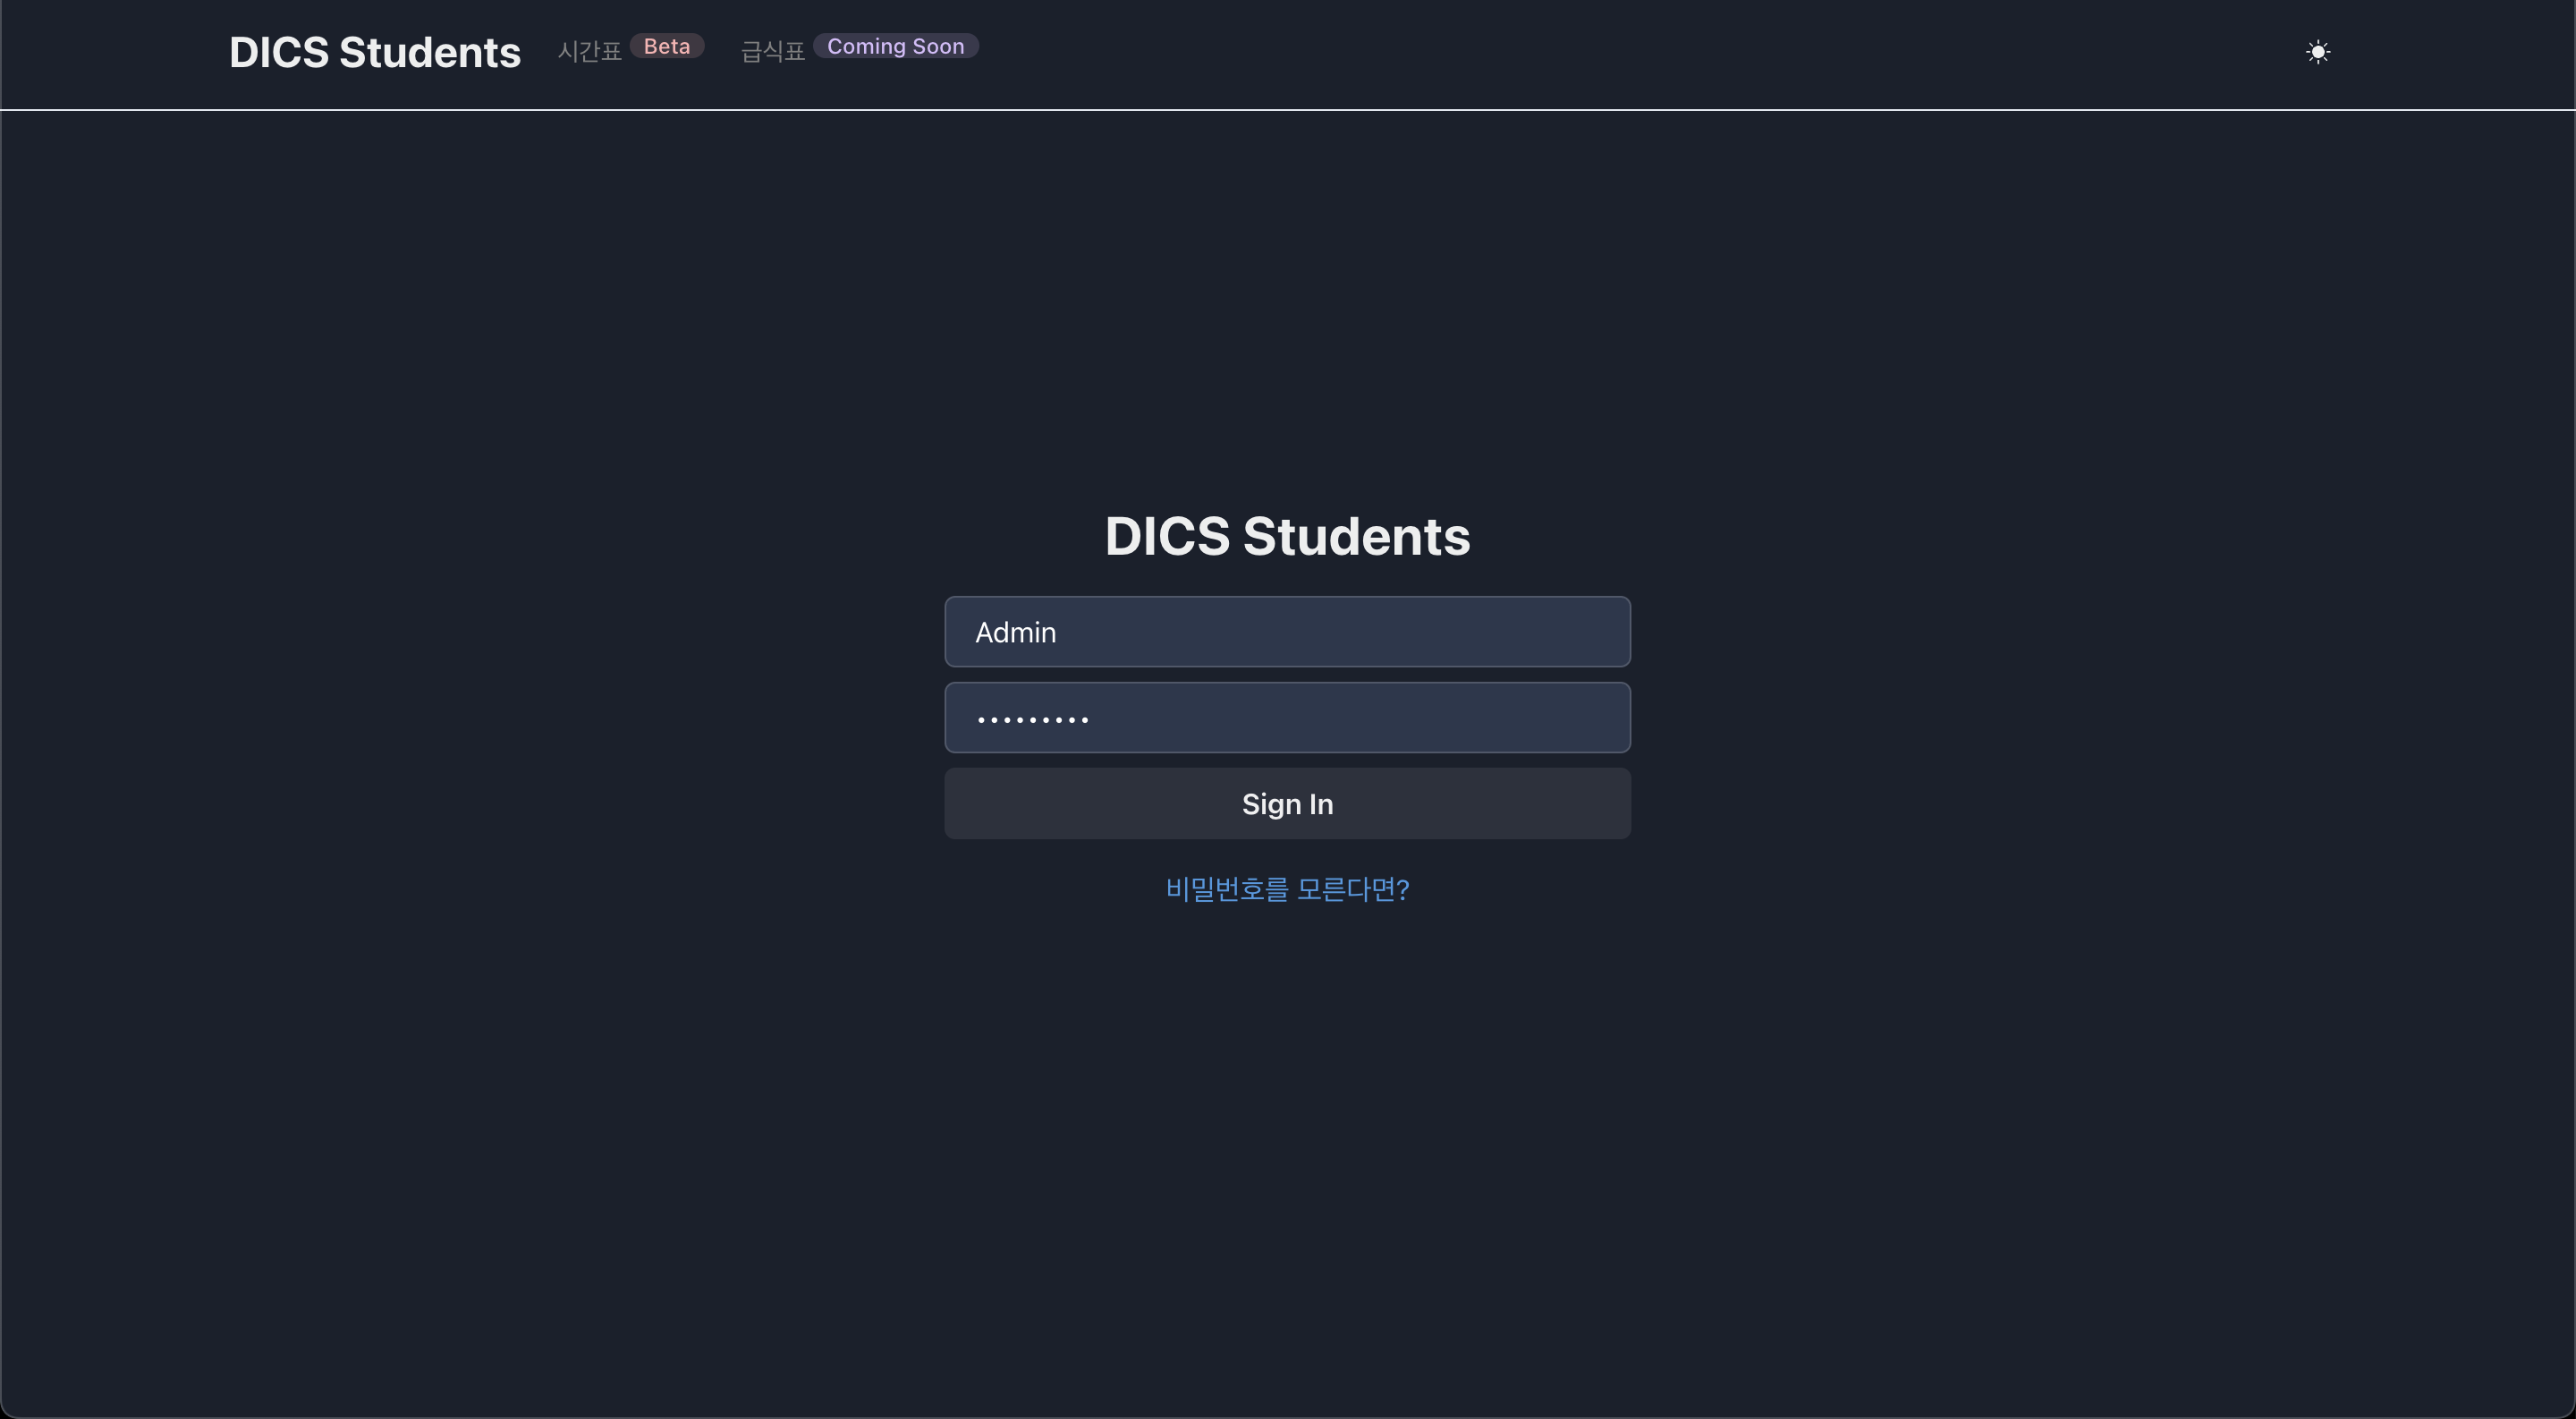 DICS Students 시간표 Beta 급식표 Coming Soon
DICS Students
Admin
•••••••••
Sign In
비밀번호를 모른다면?